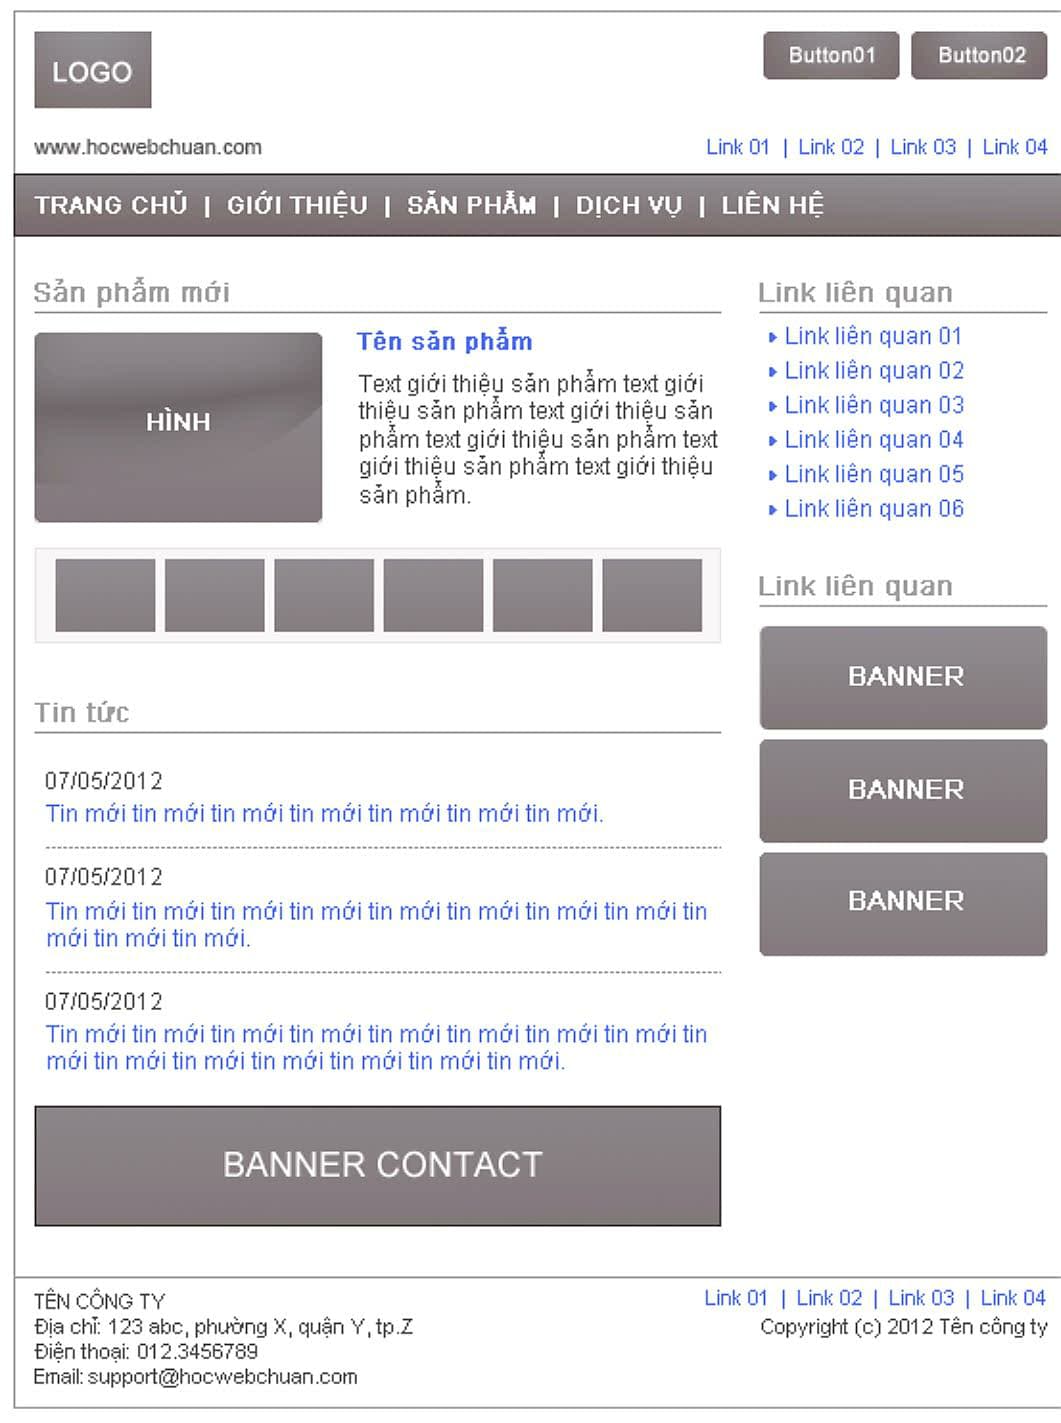 LOGO
Button01
Button02
www.hocwebchuan.com
Link 01 | Link 02 | Link 03 | Link 04
TRANG CHỦ | GIỚI THIỆU | SẢN PHẨM | DỊCH VỤ | LIÊN HỆ
Sản phẩm mới
HÌNH
Tên sản phẩm
Text giới thiệu sản phẩm text giới
thiệu sản phẩm text giới thiệu sản
phẩm text giới thiệu sản phẩm text
giới thiệu sản phẩm text giới thiệu
sản phẩm.
Tin tức
07/05/2012
Tin mới tin mới tin mới tin mới tin mới tin mới tin mới.
07/05/2012
Tin mới tin mới tin mới tin mới tin mới tin mới tin mới tin mới tin
mới tin mới tin mới.
07/05/2012
Tin mới tin mới tin mới tin mới tin mới tin mới tin mới tin mới tin
mới tin mới tin mới tin mới tin mới tin mới tin mới.
BANNER CONTACT
Link liên quan
Link liên quan 01
Link liên quan 02
Link liên quan 03
Link liên quan 04
Link liên quan 05
Link liên quan 06
Link liên quan
BANNER
BANNER
BANNER
TÊN CÔNG TY
Địa chỉ: 123 abc, phường X, quận Y, tp.Z
Điện thoại: 012.3456789
Email: support@hocwebchuan.com
Link 01 | Link 02 | Link 03 | Link 04
Copyright (c) 2012 Tên công ty